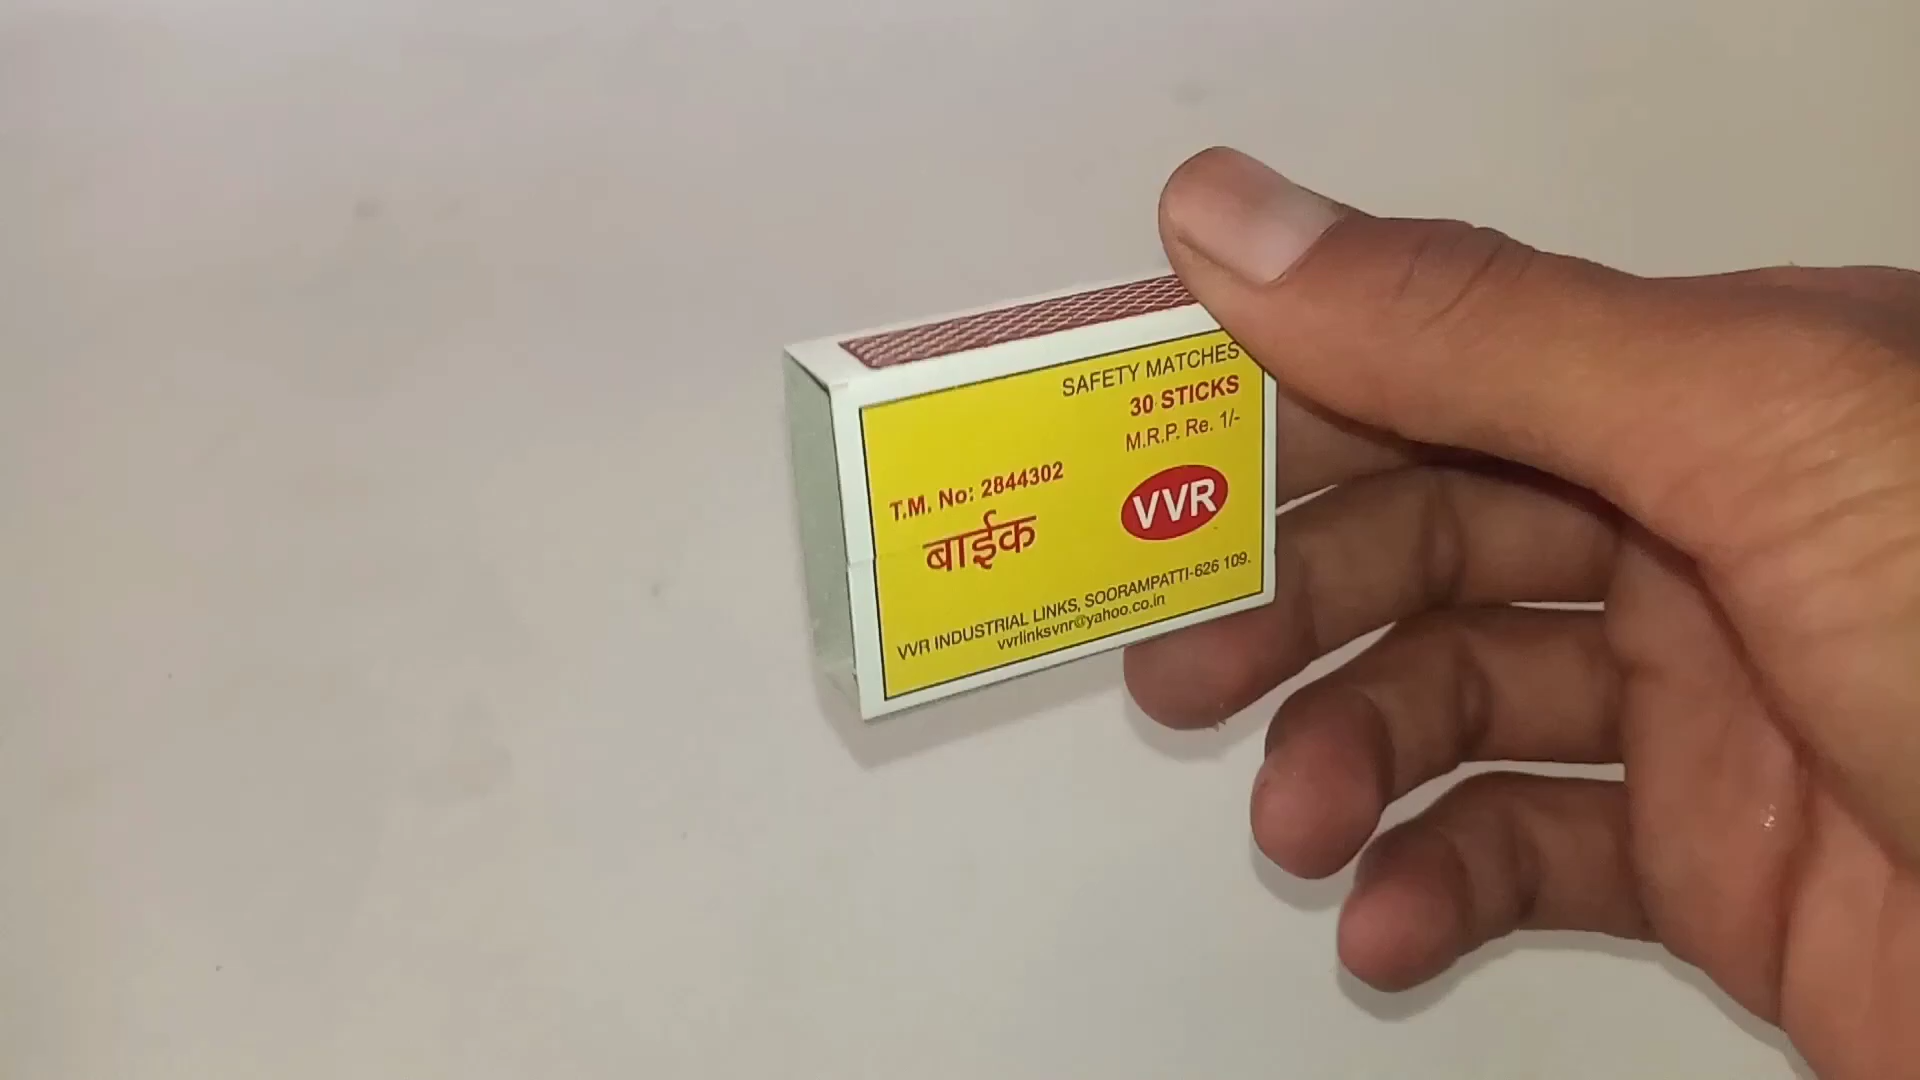 SAFETY MATCHES
30 STICKS
M.R.P. Re. 1/-
T.M. No: 2844302
बाईक
VVR
VVR INDUSTRIAL LINKS, SOORAMPATTI-626 109.
vvrlinksvnr@yahoo.co.in